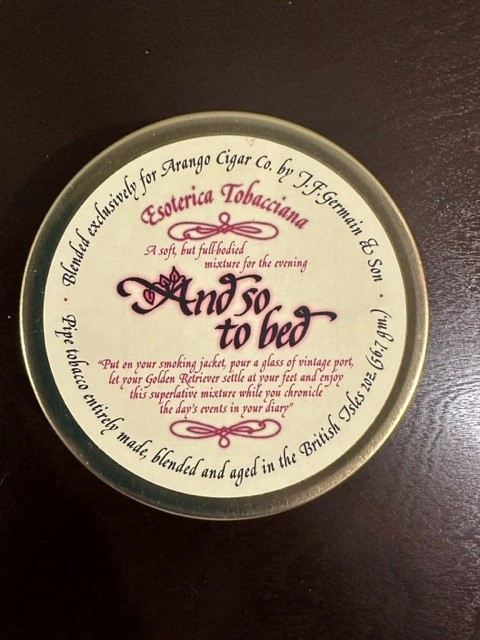 Blended exclusively for Arango Cigar Co. by J.F.Germain & Son
Esoterica Tobacciana
A soft, but full-bodied
mixture for the evening
And so
to bed
"Put on your smoking jacket, pour a glass of vintage port,
let your Golden Retriever settle at your feet and enjoy
this superlative mixture while you chronicle
the day's events in your diary"
Pipe tobacco entirely made, blended and aged in the British Isles 2oz. (56.7 gm.)